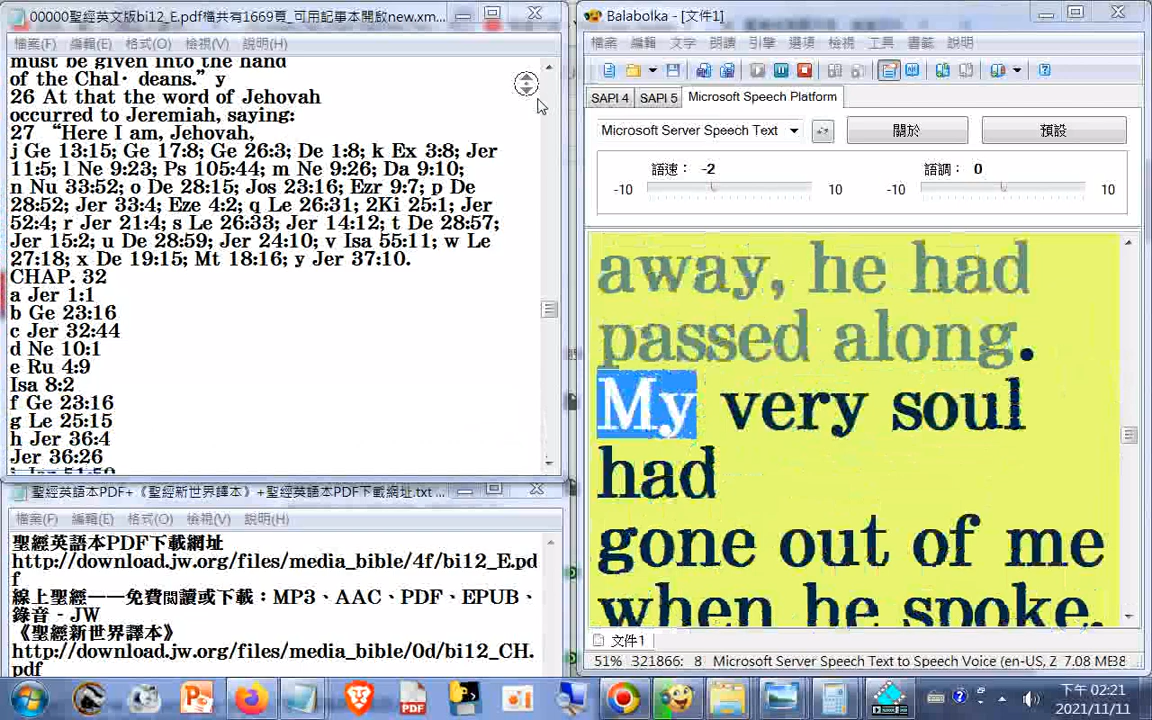 00000聖經英文版bi12_E.pdf檔共有1669頁_可用記事本開啟new.xm...
檔案(F) 編輯(E) 格式(O) 檢視(V) 說明(H)
must be given into the hand
of the Chal· deans.” y
26 At that the word of Jehovah
occurred to Jeremiah, saying:
27 “Here I am, Jehovah,
j Ge 13:15; Ge 17:8; Ge 26:3; De 1:8; k Ex 3:8; Jer
11:5; l Ne 9:23; Ps 105:44; m Ne 9:26; Da 9:10;
n Nu 33:52; o De 28:15; Jos 23:16; Ezr 9:7; p De
28:52; Jer 33:4; Eze 4:2; q Le 26:31; 2Ki 25:1; Jer
52:4; r Jer 21:4; s Le 26:33; Jer 14:12; t De 28:57;
Jer 15:2; u De 28:59; Jer 24:10; v Isa 55:11; w Le
27:18; x De 19:15; Mt 18:16; y Jer 37:10.
CHAP. 32
a Jer 1:1
b Ge 23:16
c Jer 32:44
d Ne 10:1
e Ru 4:9
Isa 8:2
f Ge 23:16
g Le 25:15
h Jer 36:4
Jer 36:26
i Jer 51:59
聖經英語本PDF+《聖經新世界譯本》+聖經英語本PDF下載網址.txt ...
檔案(F) 編輯(E) 格式(O) 檢視(V) 說明(H)
聖經英語本PDF下載網址
http://download.jw.org/files/media_bible/4f/bi12_E.pd
f
線上聖經——免費閱讀或下載：MP3、AAC、PDF、EPUB、
錄音 - JW
《聖經新世界譯本》
http://download.jw.org/files/media_bible/0d/bi12_CH.
pdf
Balabolka - [文件1]
檔案 編輯 文字 朗讀 引擎 選項 檢視 工具 書籤 說明
SAPI 4 SAPI 5 Microsoft Speech Platform
Microsoft Server Speech Text 關於 預設
語速： -2 語調： 0
-10 10 -10 10
away, he had
passed along.
My very soul
had
gone out of me
when he spoke.
文件1
51% 321866: 8 Microsoft Server Speech Text to Speech Voice (en-US, Z 7.08 MB
下午 02:21
2021/11/11